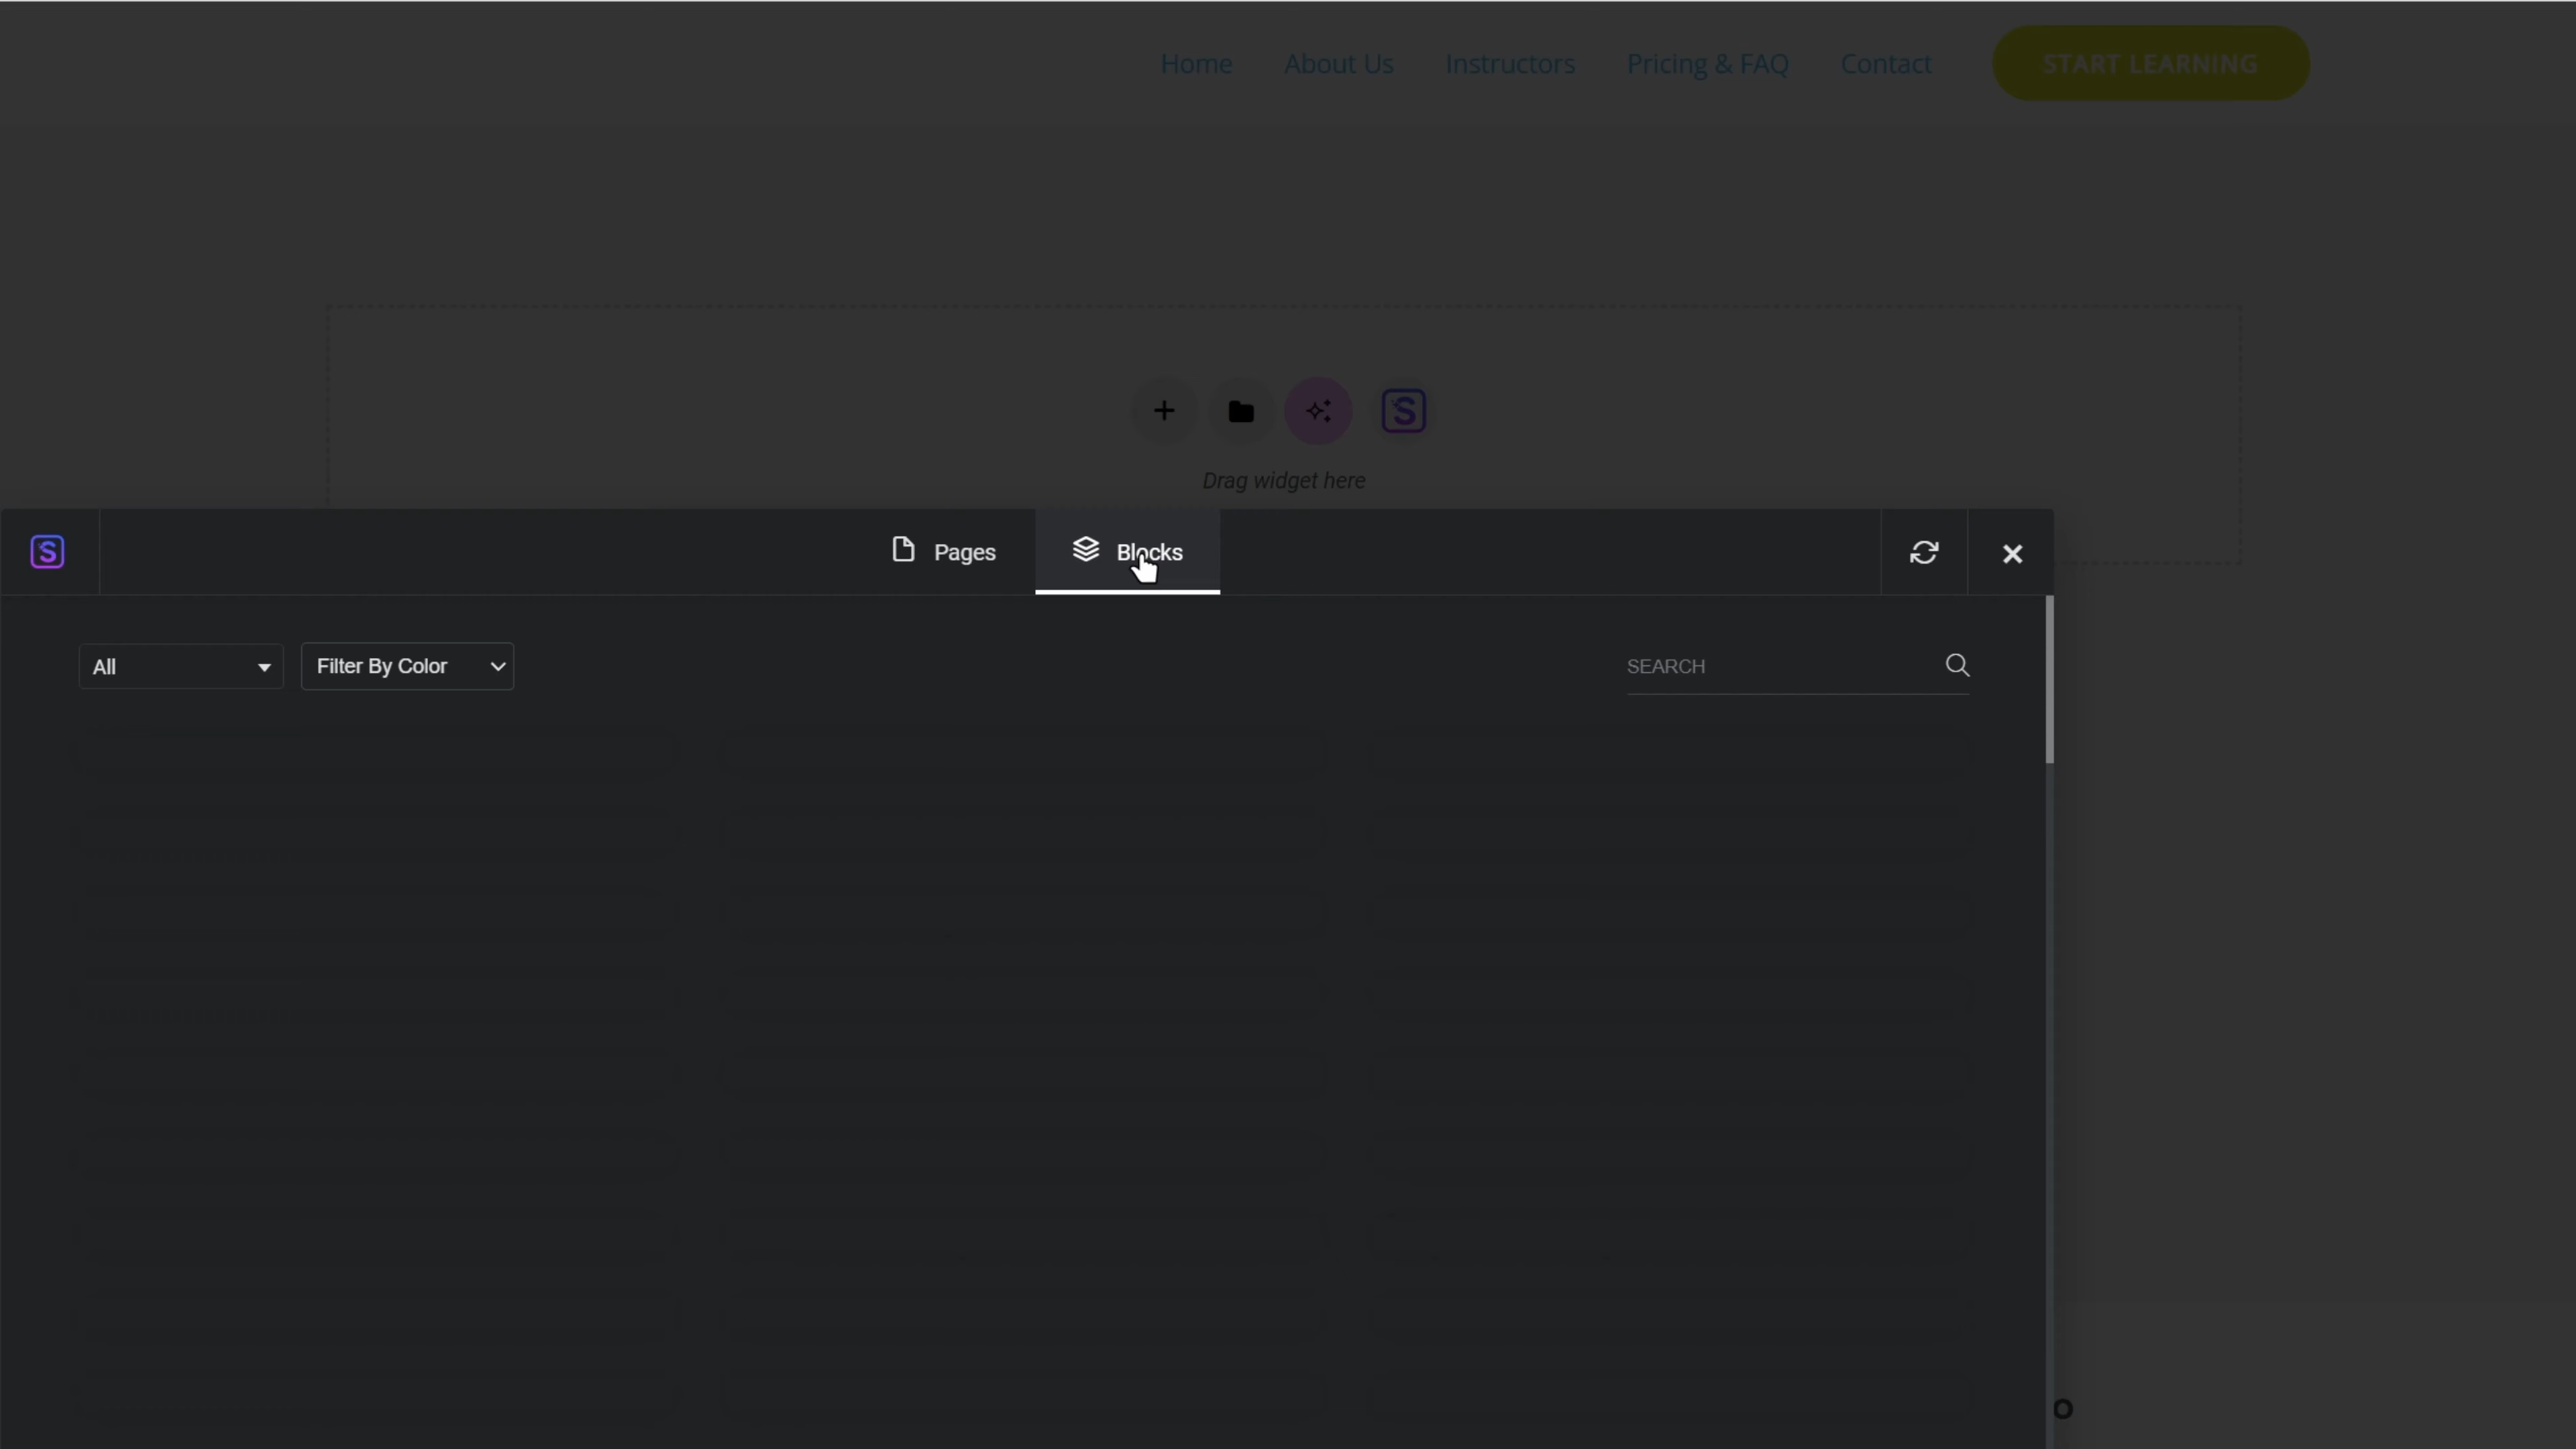 Home About Us Instructors Pricing & FAQ Contact START LEARNING
S
Drag widget here
S Pages Blocks
All Filter By Color SEARCH
o